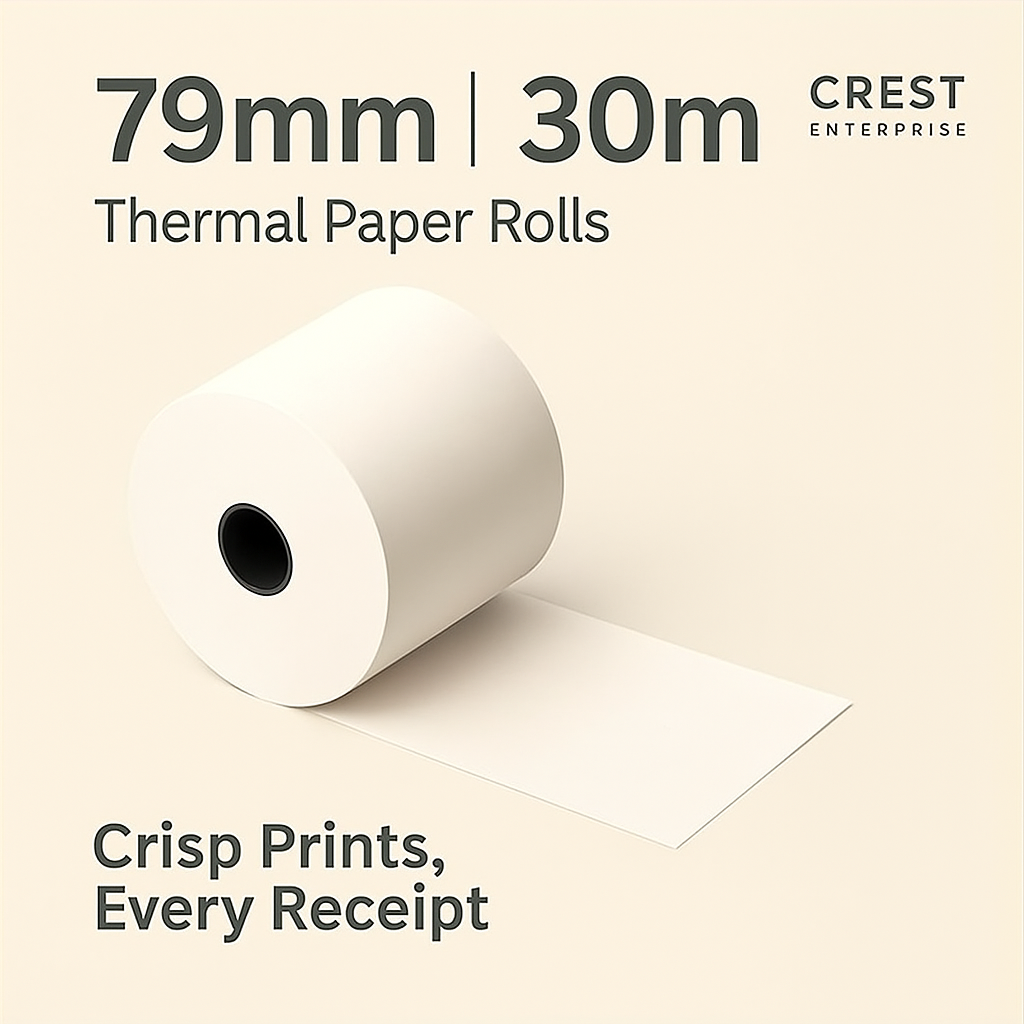 79mm | 30m
CREST
ENTERPRISE
Thermal Paper Rolls
Crisp Prints,
Every Receipt